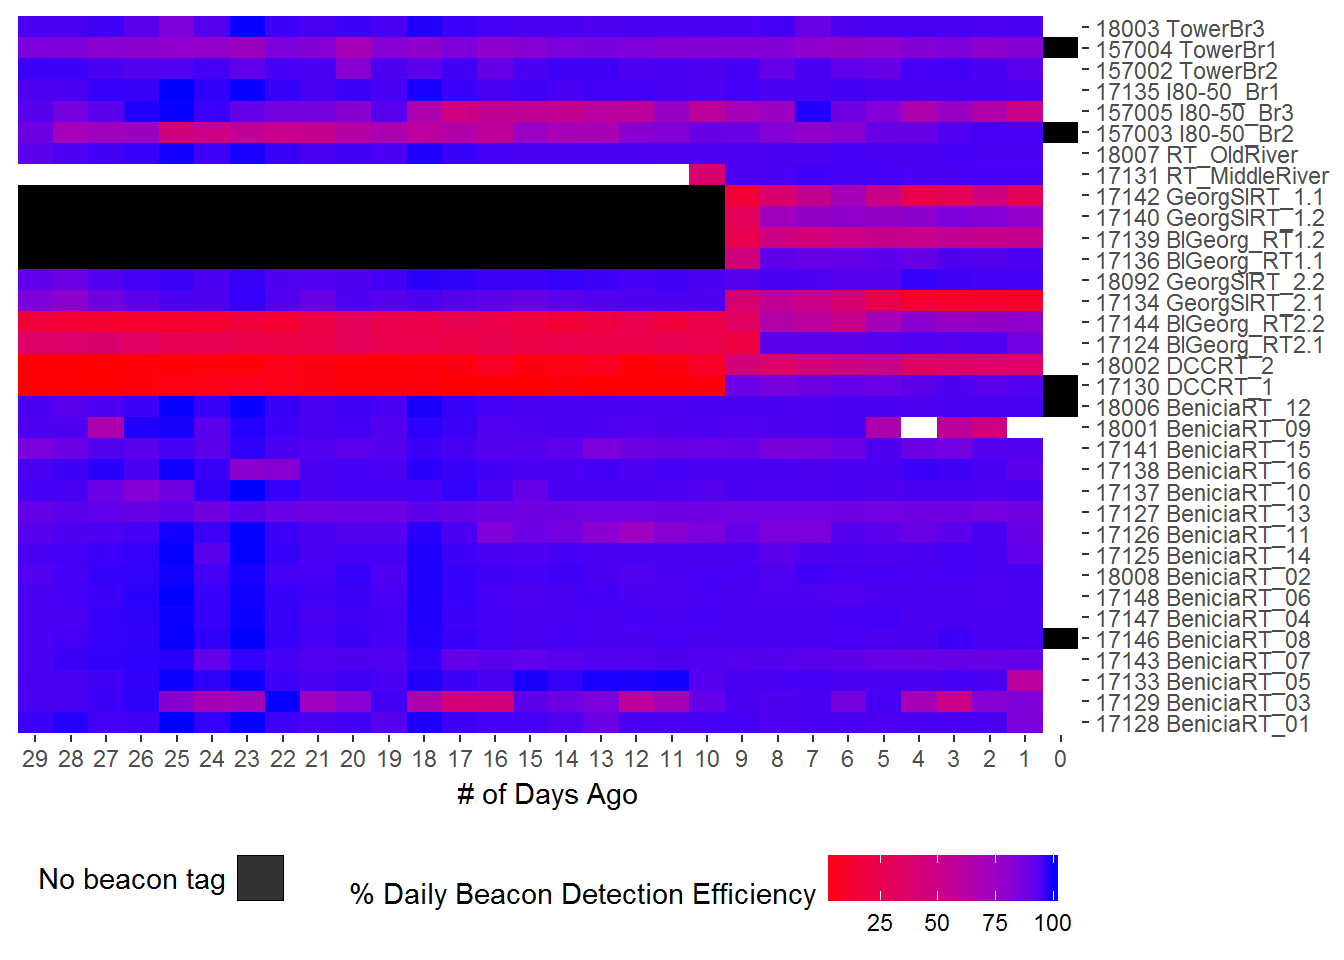 18003 TowerBr3
157004 TowerBr1
157002 TowerBr2
17135 I80-50_Br1
157005 I80-50_Br3
157003 I80-50_Br2
18007 RT_OldRiver
17131 RT_MiddleRiver
17142 GeorgSlRT_1.1
17140 GeorgSlRT_1.2
17139 BlGeorg_RT1.2
17136 BlGeorg_RT1.1
18092 GeorgSlRT_2.2
17134 GeorgSlRT_2.1
17144 BlGeorg_RT2.2
17124 BlGeorg_RT2.1
18002 DCCRT_2
17130 DCCRT_1
18006 BeniciaRT_12
18001 BeniciaRT_09
17141 BeniciaRT_15
17138 BeniciaRT_16
17137 BeniciaRT_10
17127 BeniciaRT_13
17126 BeniciaRT_11
17125 BeniciaRT_14
18008 BeniciaRT_02
17148 BeniciaRT_06
17147 BeniciaRT_04
17146 BeniciaRT_08
17143 BeniciaRT_07
17133 BeniciaRT_05
17129 BeniciaRT_03
17128 BeniciaRT_01
29 28 27 26 25 24 23 22 21 20 19 18 17 16 15 14 13 12 11 10 9 8 7 6 5 4 3 2 1 0
# of Days Ago
No beacon tag
% Daily Beacon Detection Efficiency
25 50 75 100